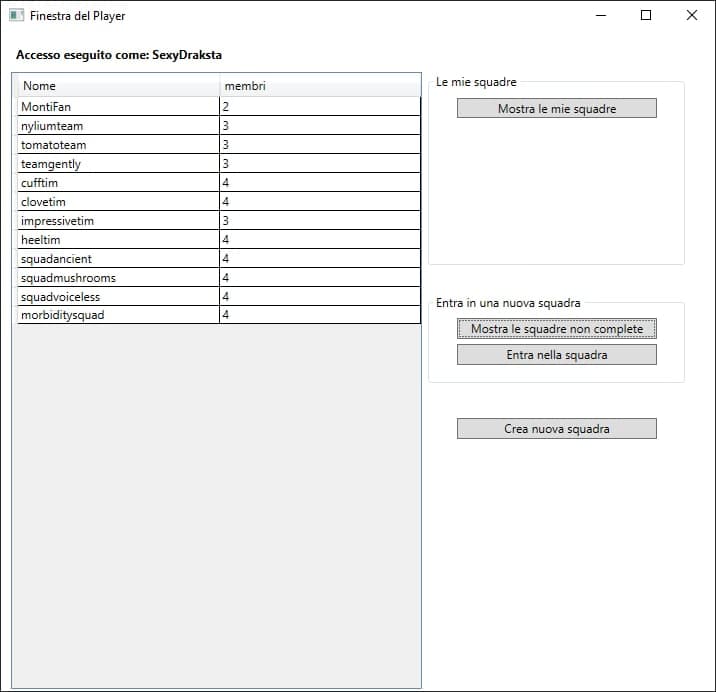 Finestra del Player
Accesso eseguito come: SexyDraksta
Nome membri
MontiFan 2
nyliumteam 3
tomatoteam 3
teamgently 3
cufftim 4
clovetim 4
impressivetim 3
heeltim 4
squadancient 4
squadmushrooms 4
squadvoiceless 4
morbiditysquad 4
Le mie squadre
Mostra le mie squadre
Entra in una nuova squadra
Mostra le squadre non complete
Entra nella squadra
Crea nuova squadra